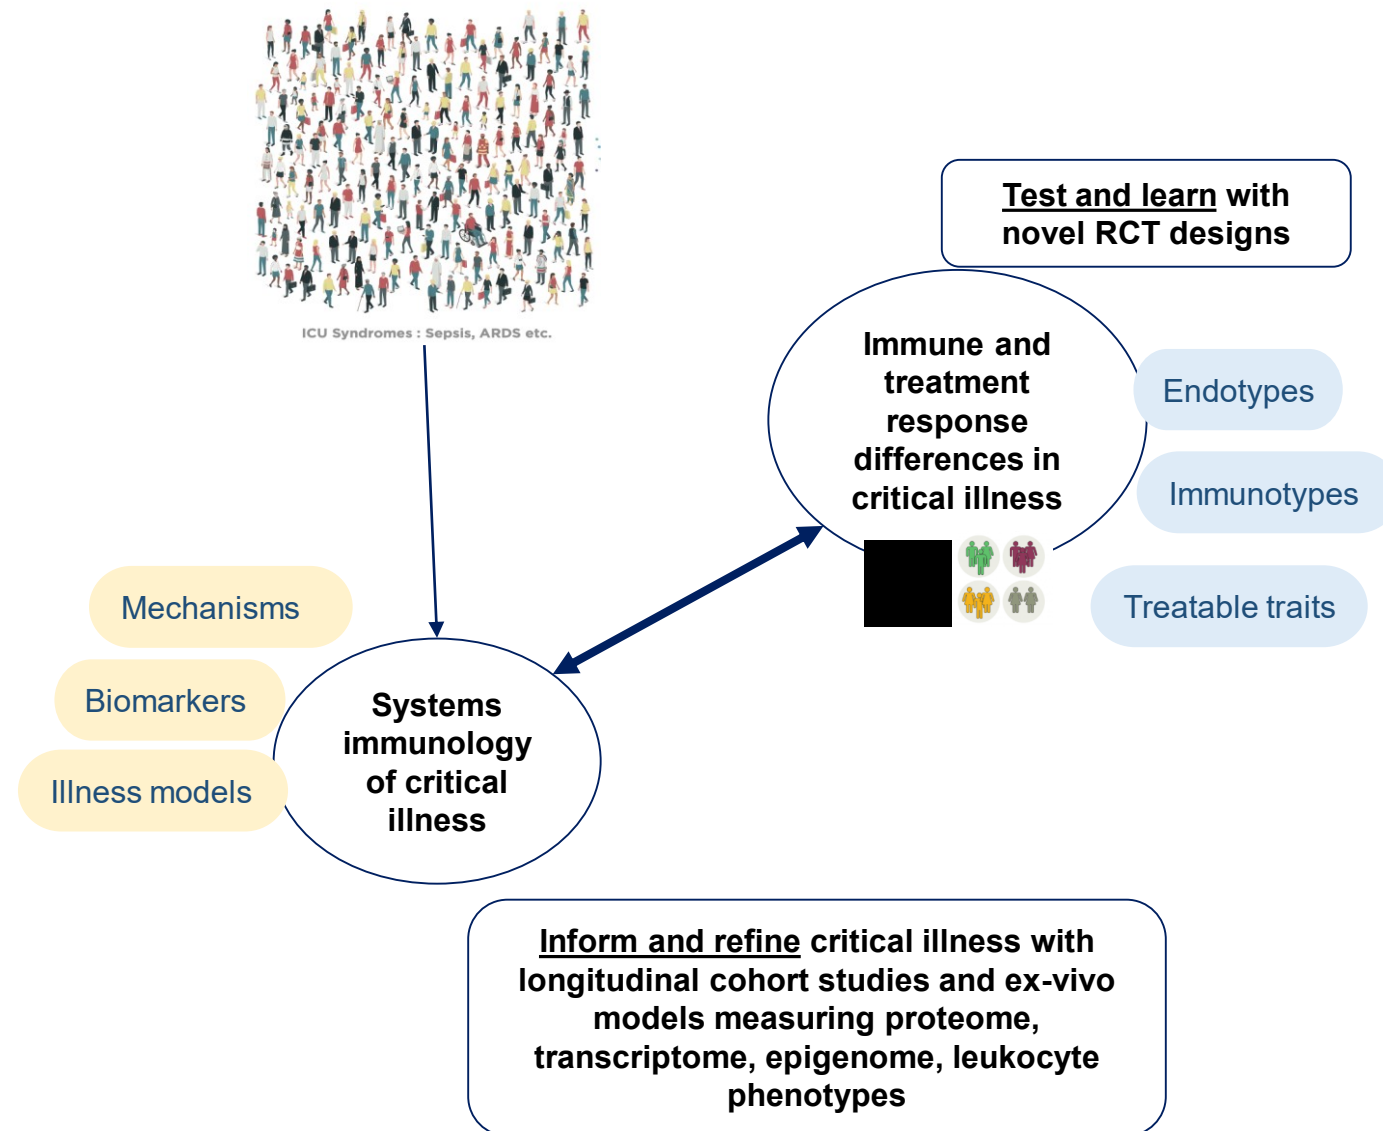 ICU Syndromes : Sepsis, ARDS etc.
Test and learn with
novel RCT designs
Immune and
treatment
response
differences in
critical illness
Endotypes
Immunotypes
Treatable traits
Mechanisms
Biomarkers
Illness models
Systems
immunology
of critical
illness
Inform and refine critical illness with
longitudinal cohort studies and ex-vivo
models measuring proteome,
transcriptome, epigenome, leukocyte
phenotypes